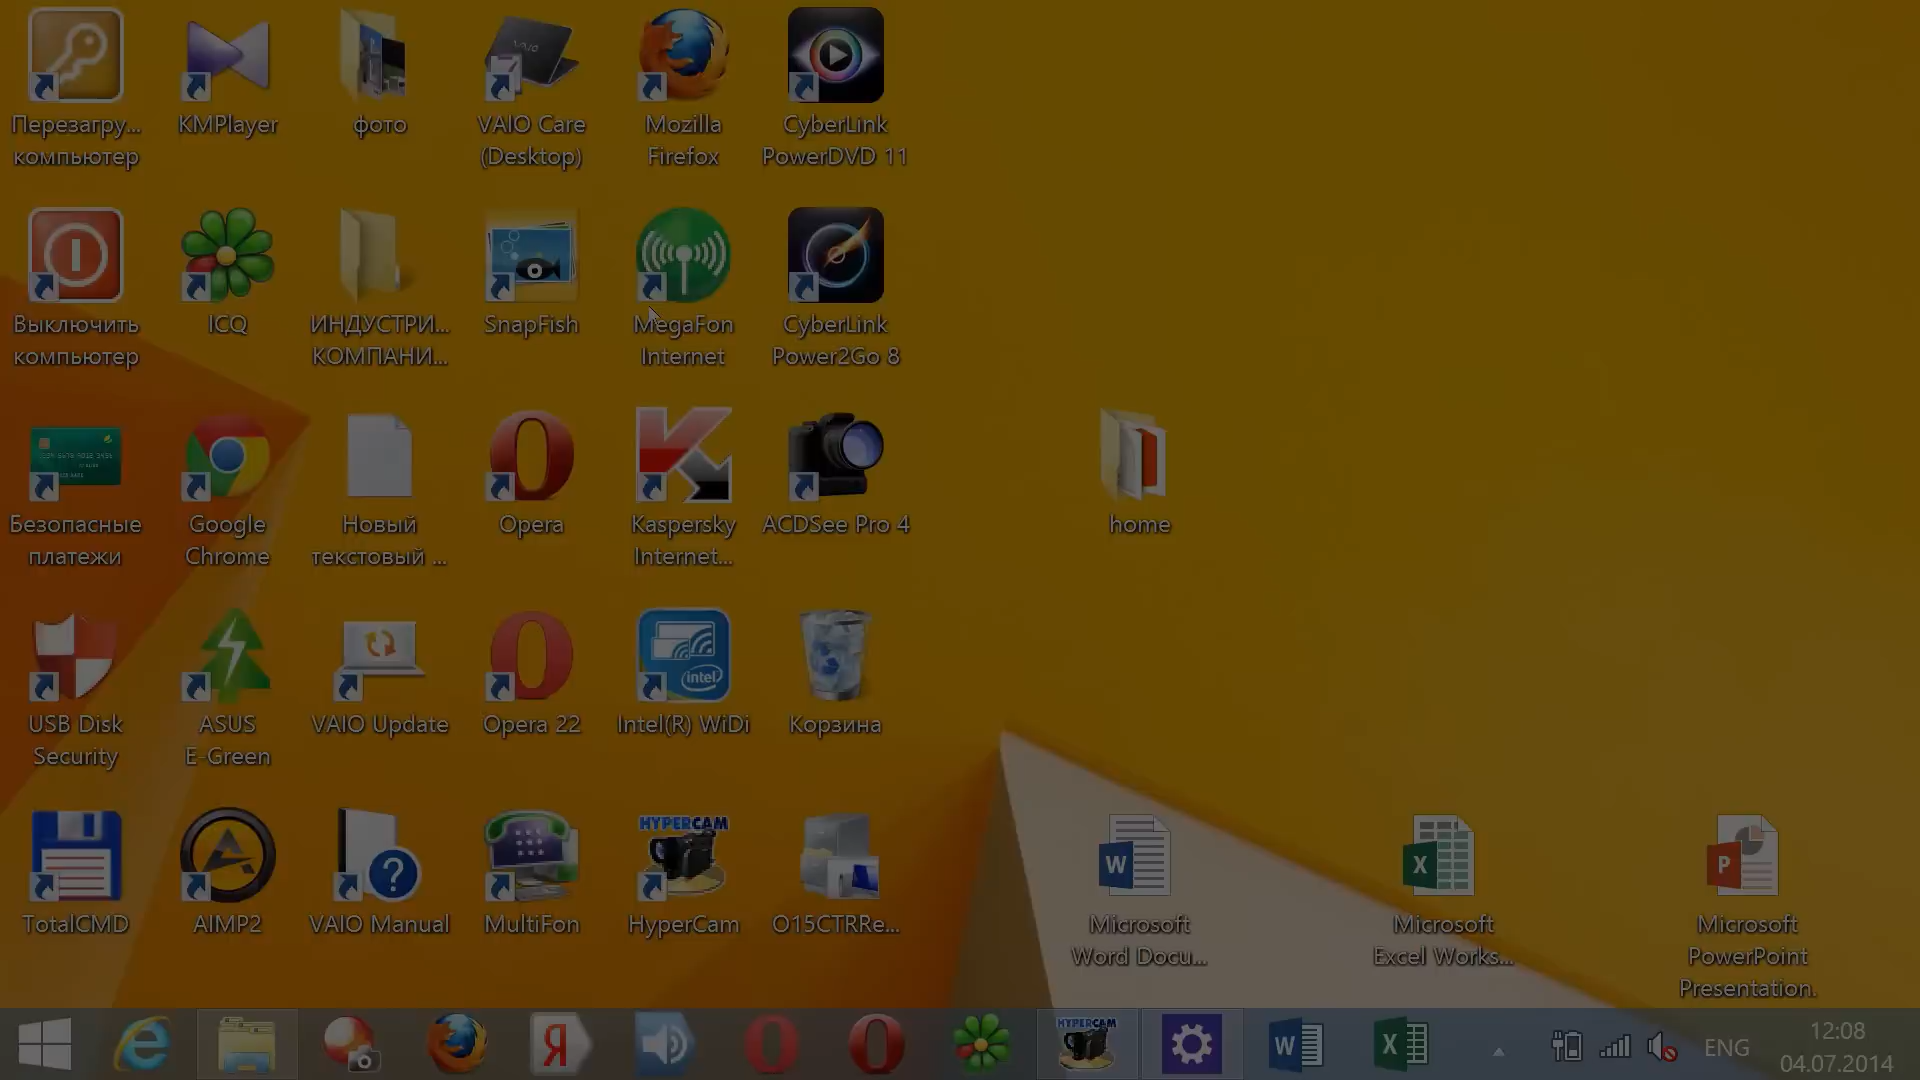 Перезагру...
компьютер
KMPlayer
фото
VAIO
VAIO Care
(Desktop)
Mozilla
Firefox
CyberLink
PowerDVD 11
Выключить
компьютер
ICQ
ИНДУСТРИ...
КОМПАНИ...
SnapFish
MegaFon
Internet
CyberLink
Power2Go 8
Безопасные
платежи
Google
Chrome
Новый
текстовый ...
Opera
Kaspersky
Internet...
ACDSee Pro 4
home
USB Disk
Security
ASUS
E-Green
VAIO Update
Opera 22
intel
Intel(R) WiDi
Корзина
TotalCMD
AIMP2
VAIO Manual
MultiFon
HYPERCAM
HyperCam
O15CTRRe...
W
Microsoft
Word Docu...
X
Microsoft
Excel Works...
P
Microsoft
PowerPoint
Presentation.
Я
HYPERCAM
W
X
ENG
12:08
04.07.2014